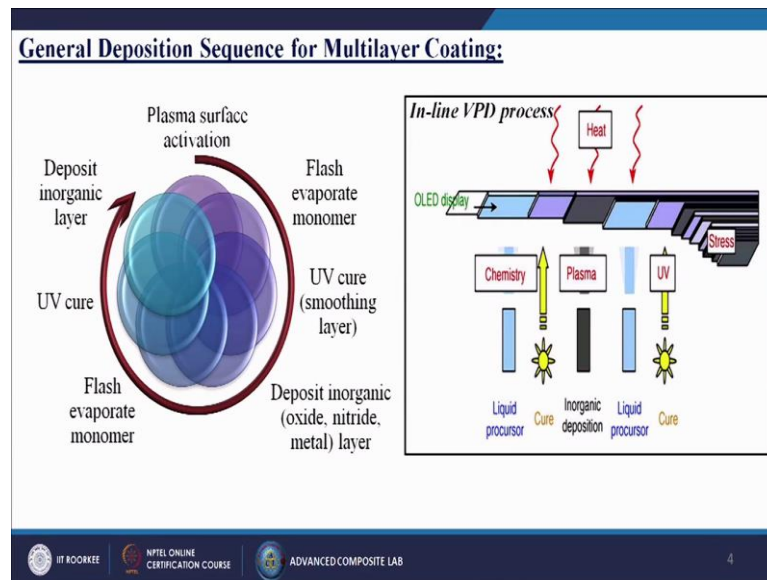 General Deposition Sequence for Multilayer Coating:
Plasma surface
activation
Flash
evaporate
monomer
UV cure
(smoothing
layer)
Deposit inorganic
(oxide, nitride,
metal) layer
Flash
evaporate
monomer
UV cure
Deposit
inorganic
layer
In-line VPD process
Heat
OLED display
Stress
Chemistry
Plasma
UV
Liquid
procursor
Cure
Inorganic
deposition
Liquid
procursor
Cure
IIT ROORKEE
NPTEL ONLINE
CERTIFICATION COURSE
ADVANCED COMPOSITE LAB
4